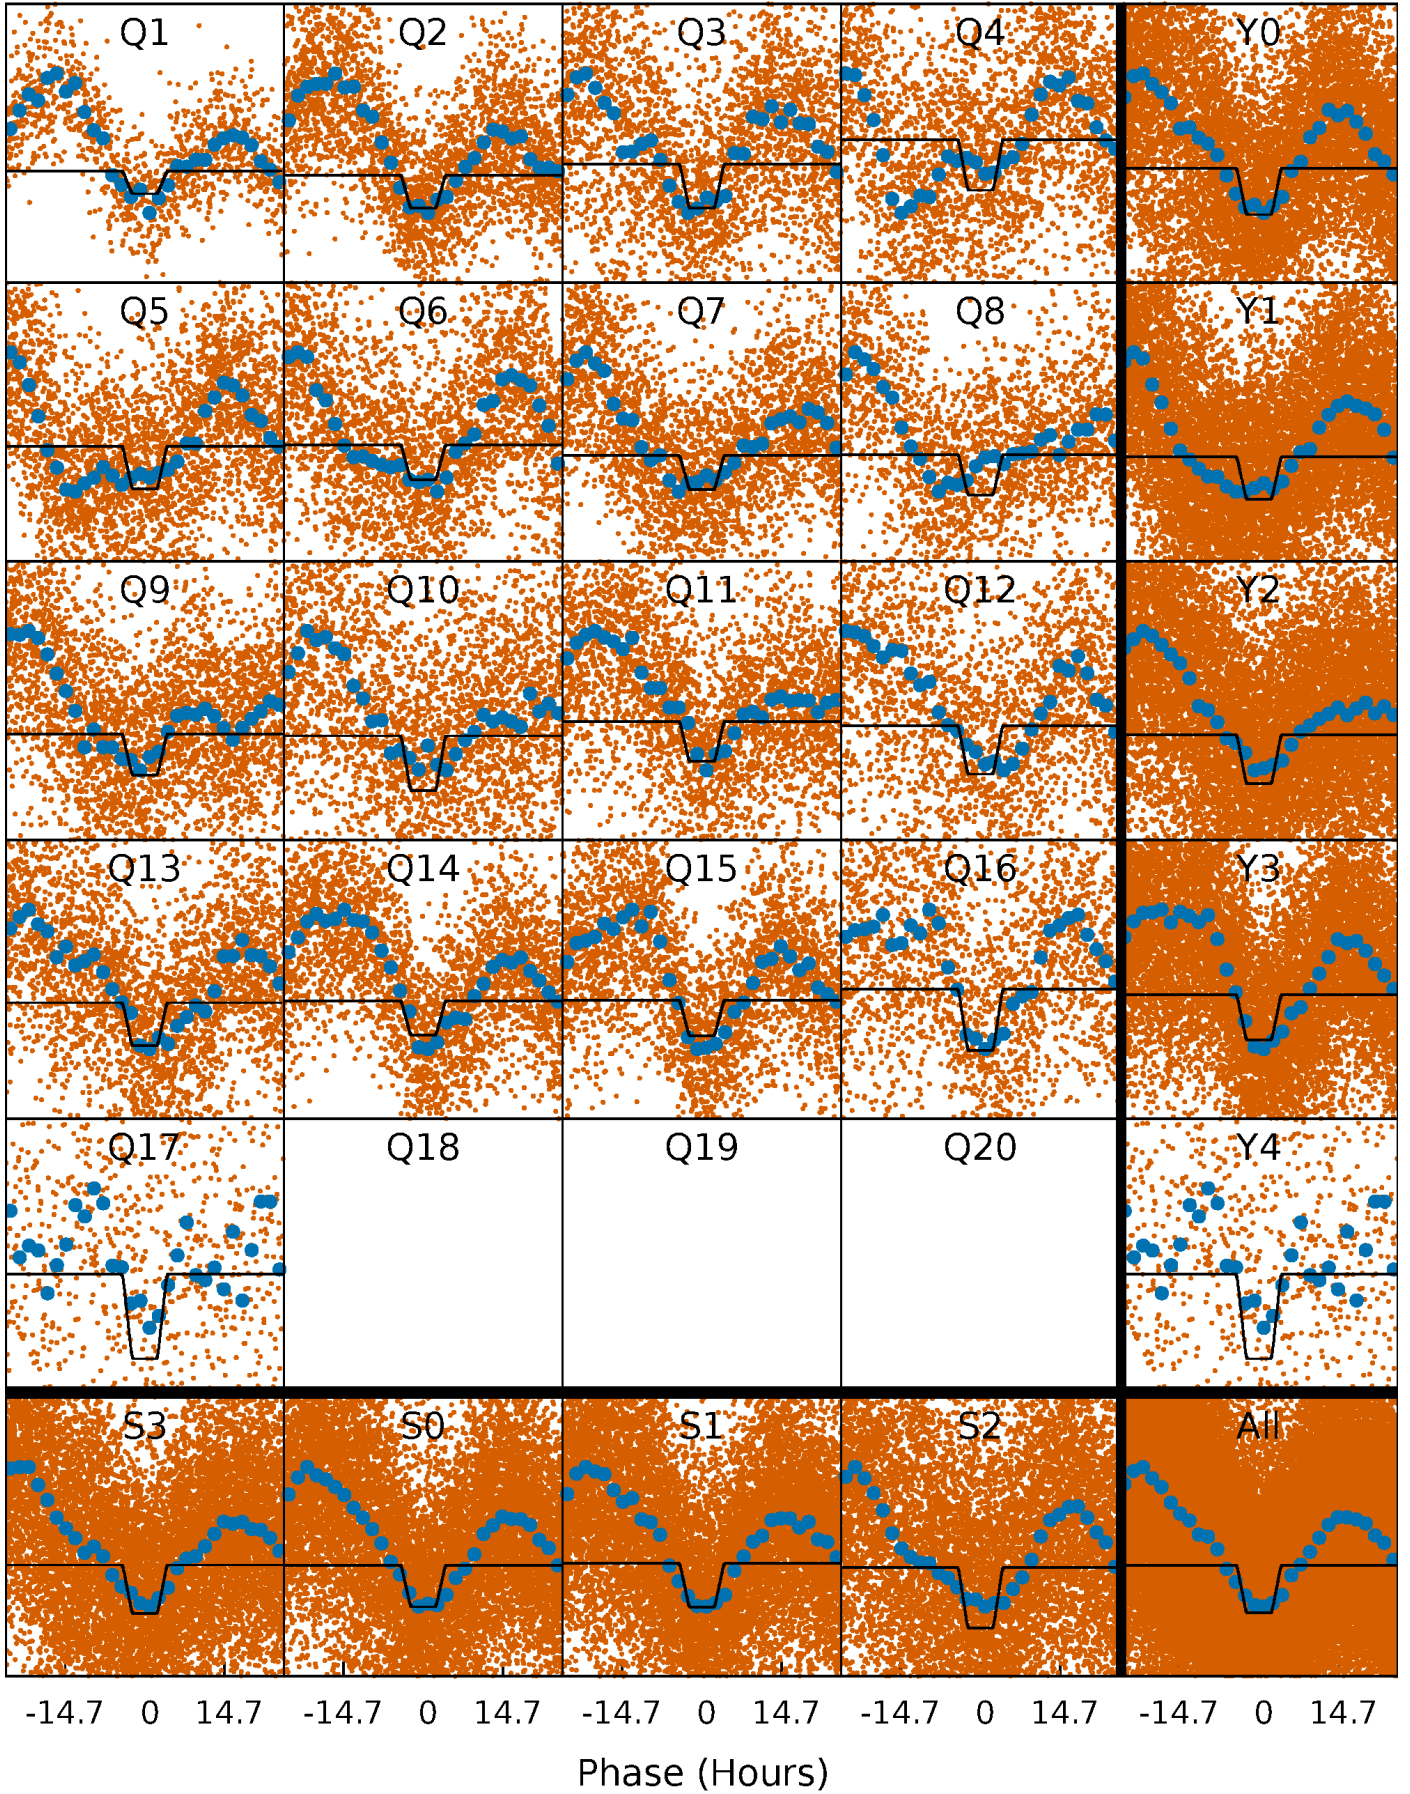 Q1 Q2 Q3 Q4 Y0
Q5 Q6 Q7 Q8 Y1
Q9 Q10 Q11 Q12 Y2
Q13 Q14 Q15 Q16 Y3
Q17 Q18 Q19 Q20 Y4
S3 S0 S1 S2 All
-14.7 0 14.7 -14.7 0 14.7 -14.7 0 14.7 -14.7 0 14.7 -14.7 0 14.7
Phase (Hours)